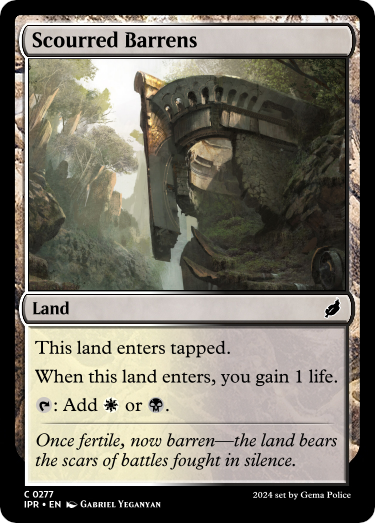 Scourred Barrens
Land
This land enters tapped.
When this land enters, you gain 1 life.
: Add or .
Once fertile, now barren—the land bears
the scars of battles fought in silence.
C 0277
IPR • EN Gabriel Yeganyan
2024 set by Gema Police